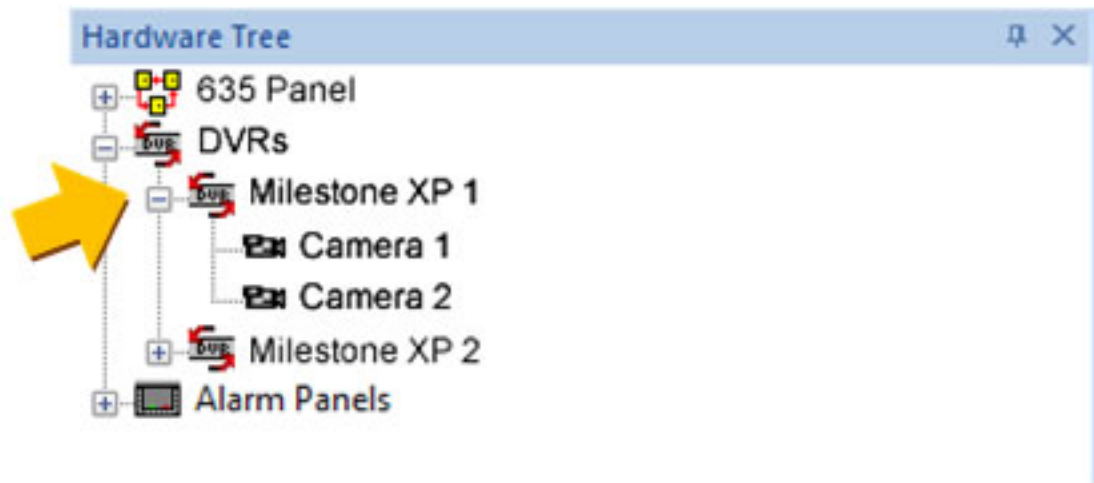 Hardware Tree
635 Panel
DVRs
Milestone XP 1
Camera 1
Camera 2
Milestone XP 2
Alarm Panels